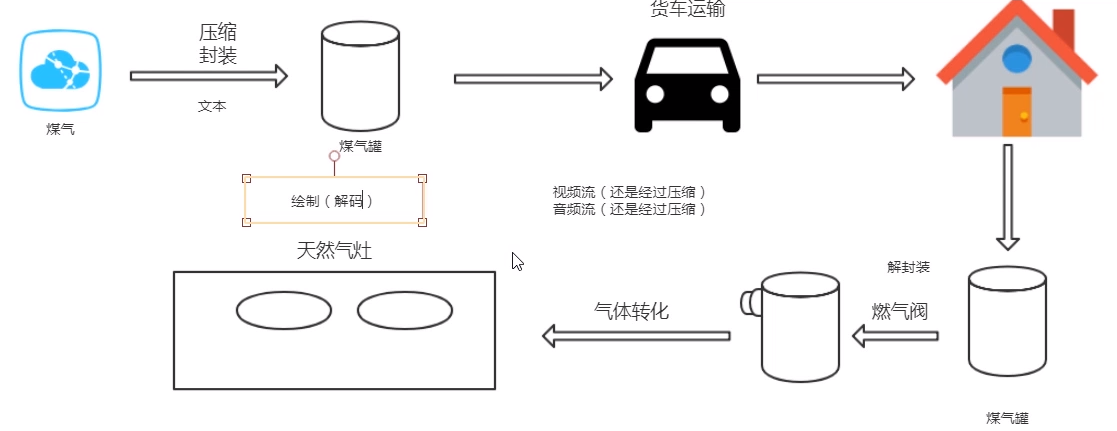 货车运输
压缩
封装
文本
煤气
煤气罐
绘制（解码）
视频流（还是经过压缩）
音频流（还是经过压缩）
天然气灶
解封装
气体转化
燃气阀
煤气罐